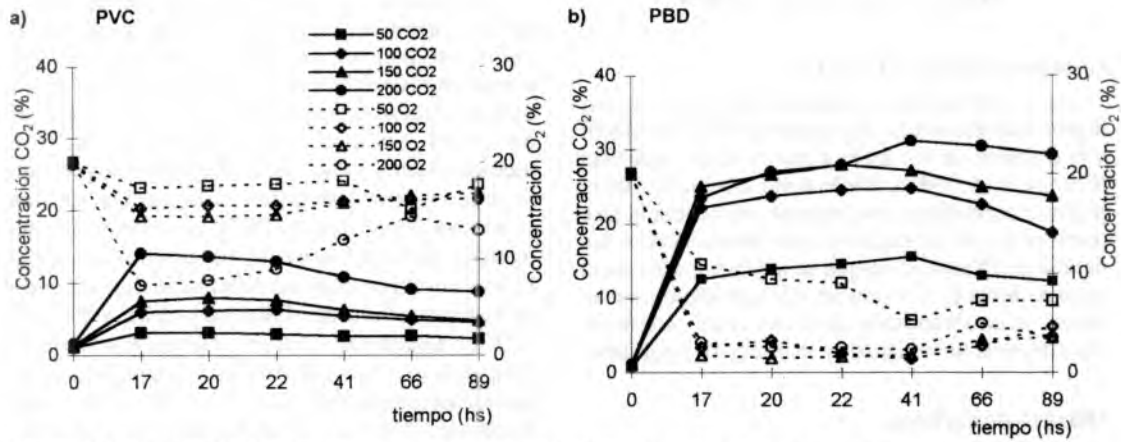 a) PVC
50 CO2
100 CO2
150 CO2
200 CO2
50 O2
100 O2
150 O2
200 O2
Concentración CO₂ (%)
40
30
20
10
0
Concentración O₂ (%)
30
20
10
0
0 17 20 22 41 66 89
tiempo (hs)
b) PBD
Concentración CO₂ (%)
40
30
20
10
0
Concentración O₂ (%)
30
20
10
0
0 17 20 22 41 66 89
tiempo (hs)